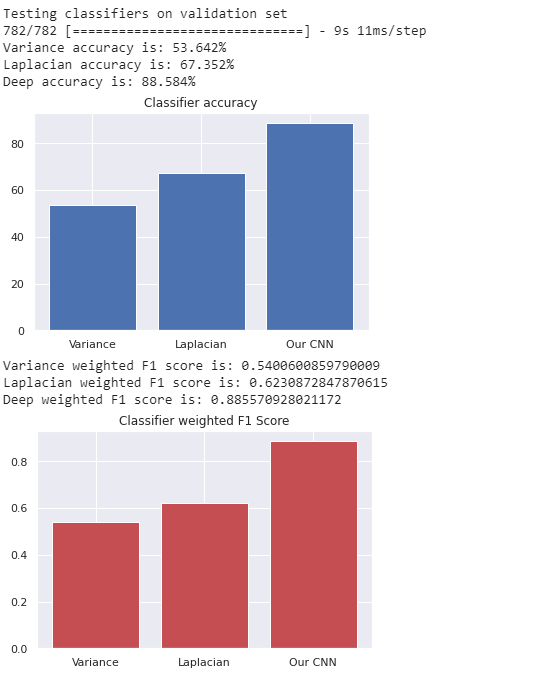 Testing classifiers on validation set
782/782 [==============================] - 9s 11ms/step
Variance accuracy is: 53.642%
Laplacian accuracy is: 67.352%
Deep accuracy is: 88.584%
Classifier accuracy
80
60
40
20
0
Variance Laplacian Our CNN
Variance weighted F1 score is: 0.5400600859790009
Laplacian weighted F1 score is: 0.6230872847870615
Deep weighted F1 score is: 0.885570928021172
Classifier weighted F1 Score
0.8
0.6
0.4
0.2
0.0
Variance Laplacian Our CNN